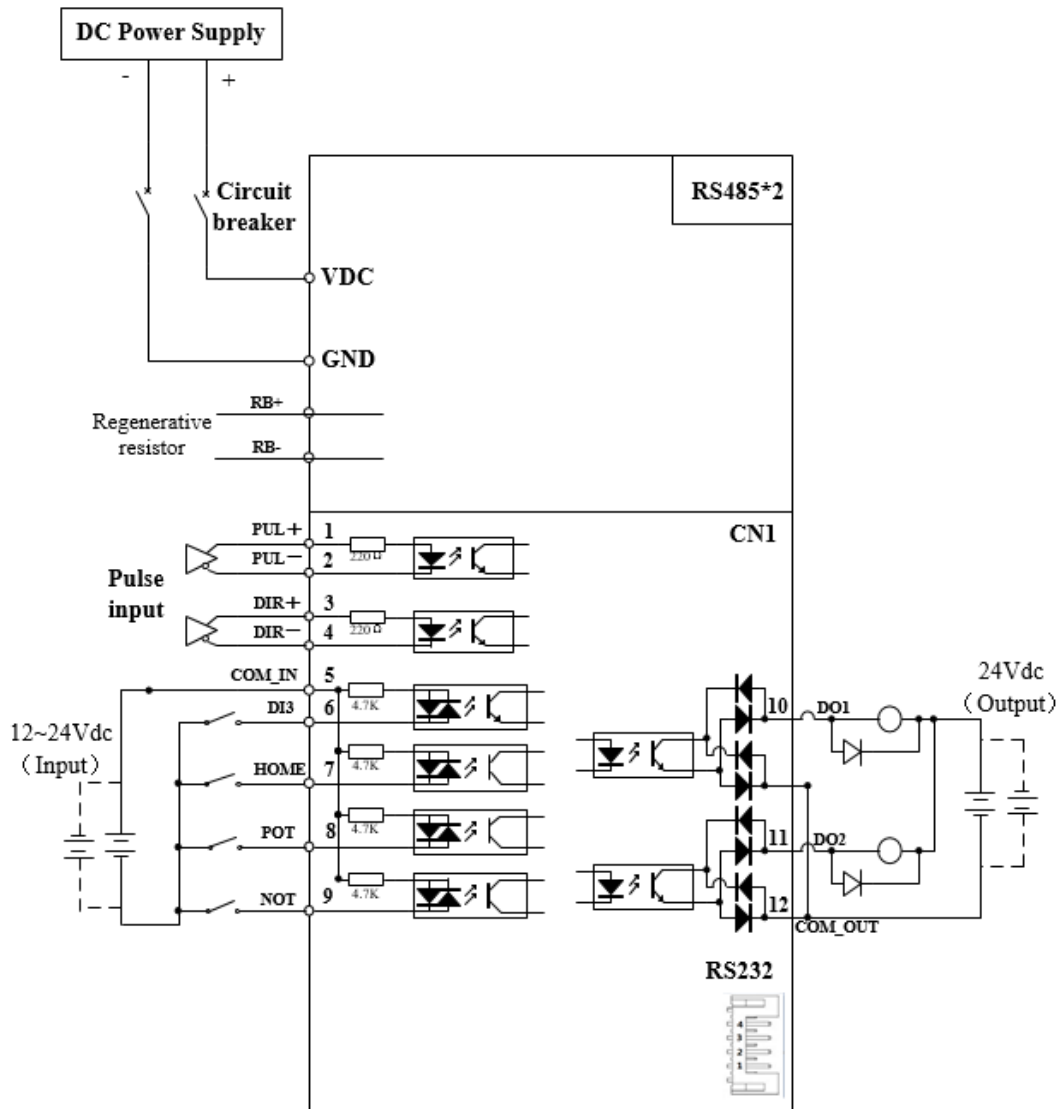 DC Power Supply
-
+
RS485*2
Circuit
breaker
VDC
GND
RB+
Regenerative
resistor
RB-
CN1
PUL+
1
220Ω
PUL-
2
Pulse
input
DIR+
3
220Ω
DIR-
4
COM_IN
5
4.7K
DI3
6
12~24Vdc
(Input)
HOME
7
4.7K
POT
8
4.7K
NOT
9
4.7K
10
DO1
24Vdc
(Output)
11
DO2
12
COM_OUT
RS232
4
3
2
1